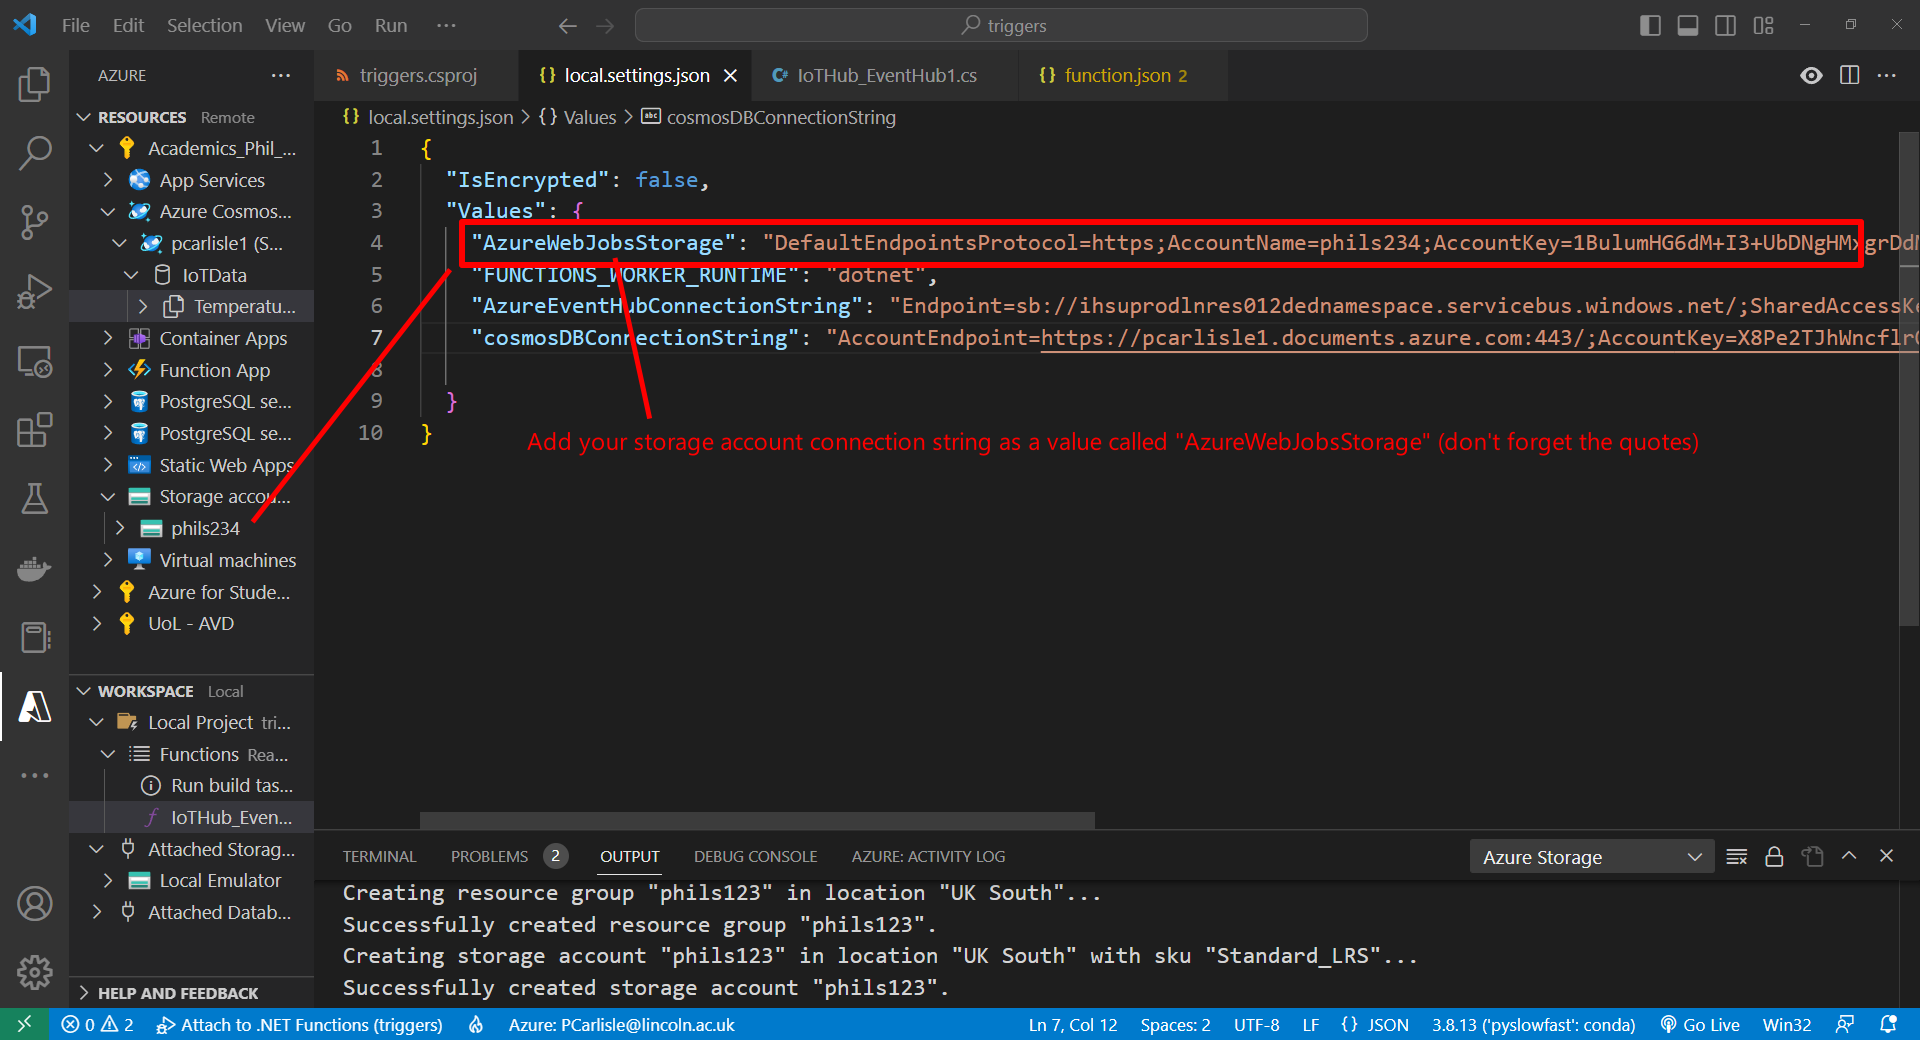 File Edit Selection View Go Run ··· triggers
AZURE ···
RESOURCES Remote
Academics_Phil_...
App Services
Azure Cosmos...
pcarlisle1 (S...
IoTData
Temperatu...
Container Apps
Function App
PostgreSQL se...
PostgreSQL se...
Static Web Apps
Storage accou...
phils234
Virtual machines
Azure for Stude...
UoL - AVD
WORKSPACE Local
Local Project tri...
Functions Rea...
Run build tas...
IoTHub_Even...
Attached Storag...
Local Emulator
Attached Datab...
HELP AND FEEDBACK
triggers.csproj {} local.settings.json C# IoTHub_EventHub1.cs {} function.json 2
{} local.settings.json > {} Values > abc cosmosDBConnectionString
1 {
2 "IsEncrypted": false,
3 "Values": {
4 "AzureWebJobsStorage": "DefaultEndpointsProtocol=https;AccountName=phils234;AccountKey=1BulumHG6dM+I3+UbDNgHMxgrDdM
5 "FUNCTIONS_WORKER_RUNTIME": "dotnet",
6 "AzureEventHubConnectionString": "Endpoint=sb://ihsuprodlnres012dednamespace.servicebus.windows.net/;SharedAccessKe
7 "cosmosDBConnectionString": "AccountEndpoint=https://pcarlisle1.documents.azure.com:443/;AccountKey=X8Pe2TJhWncflr
8
9 }
10 }
Add your storage account connection string as a value called "AzureWebJobsStorage" (don't forget the quotes)
TERMINAL PROBLEMS 2 OUTPUT DEBUG CONSOLE AZURE: ACTIVITY LOG Azure Storage
Creating resource group "phils123" in location "UK South"...
Successfully created resource group "phils123".
Creating storage account "phils123" in location "UK South" with sku "Standard_LRS"...
Successfully created storage account "phils123".
0 2 Attach to .NET Functions (triggers) Azure: PCarlisle@lincoln.ac.uk Ln 7, Col 12 Spaces: 2 UTF-8 LF {} JSON 3.8.13 ('pyslowfast': conda) Go Live Win32